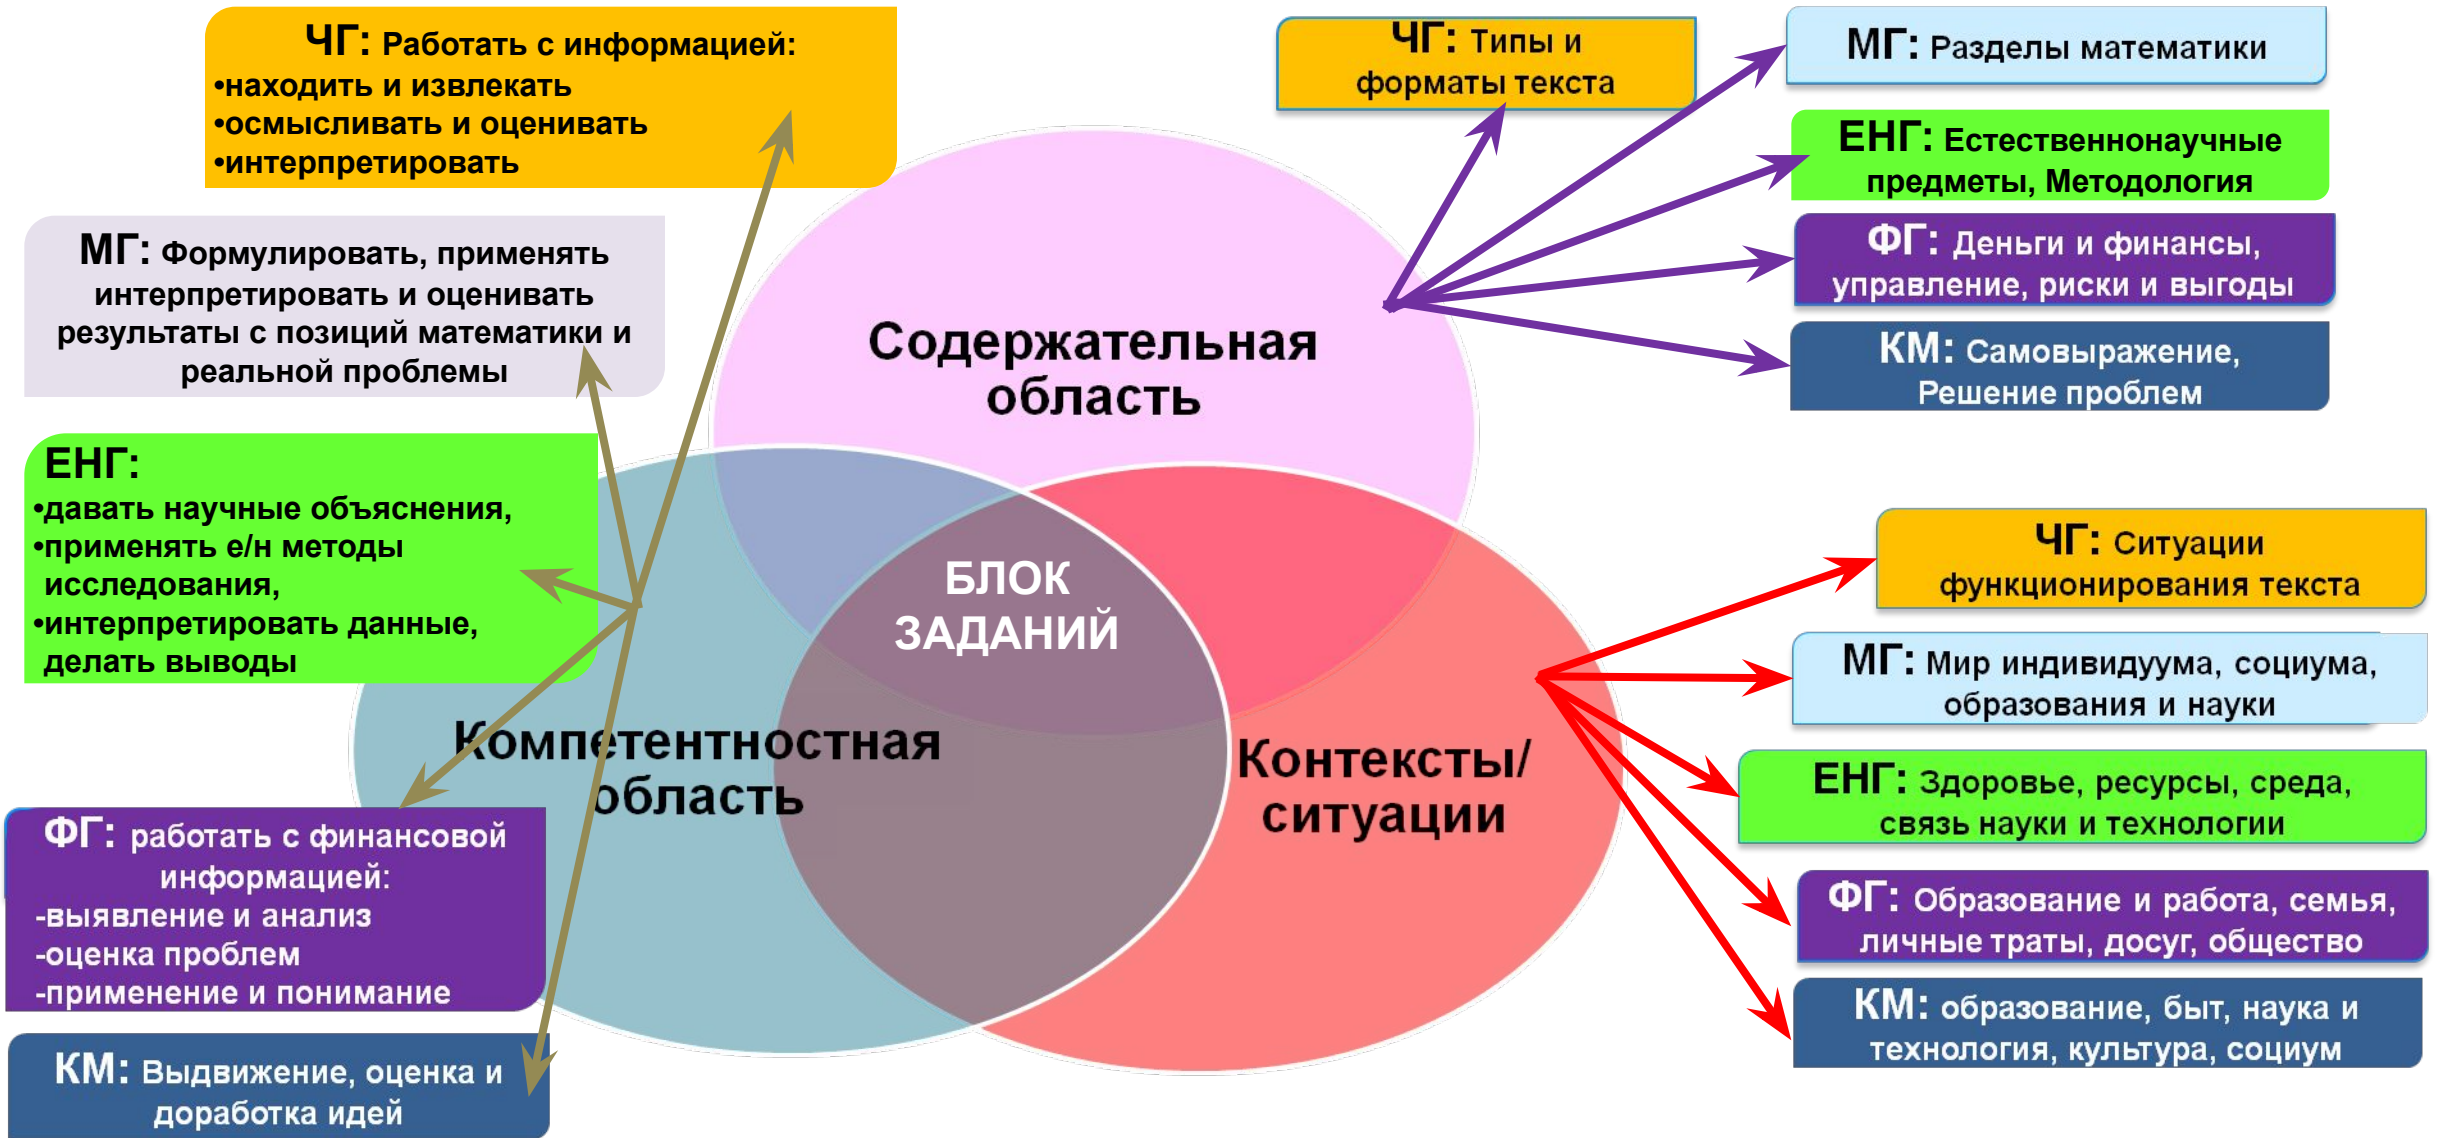 ЧГ: Работать с информацией:
•находить и извлекать
•осмысливать и оценивать
•интерпретировать
МГ: Формулировать, применять
интерпретировать и оценивать
результаты с позиций математики и
реальной проблемы
ЕНГ:
•давать научные объяснения,
•применять е/н методы
исследования,
•интерпретировать данные,
делать выводы
ФГ: работать с финансовой
информацией:
-выявление и анализ
-оценка проблем
-применение и понимание
КМ: Выдвижение, оценка и
доработка идей
Содержательная
область
БЛОК
ЗАДАНИЙ
Компетентностная
область
Контексты/
ситуации
ЧГ: Типы и
форматы текста
МГ: Разделы математики
ЕНГ: Естественнонаучные
предметы, Методология
ФГ: Деньги и финансы,
управление, риски и выгоды
КМ: Самовыражение,
Решение проблем
ЧГ: Ситуации
функционирования текста
МГ: Мир индивидуума, социума,
образования и науки
ЕНГ: Здоровье, ресурсы, среда,
связь науки и технологии
ФГ: Образование и работа, семья,
личные траты, досуг, общество
КМ: образование, быт, наука и
технология, культура, социум